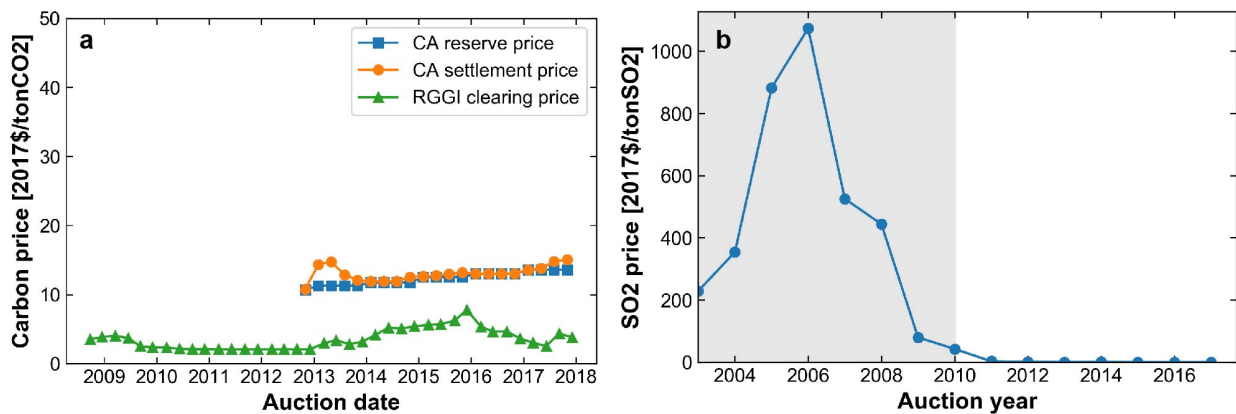 a
CA reserve price
CA settlement price
RGGI clearing price
Carbon price [2017$/tonCO2]
50
40
30
20
10
0
2009 2010 2011 2012 2013 2014 2015 2016 2017 2018
Auction date
b
SO2 price [2017$/tonSO2]
1000
800
600
400
200
0
2004 2006 2008 2010 2012 2014 2016
Auction year